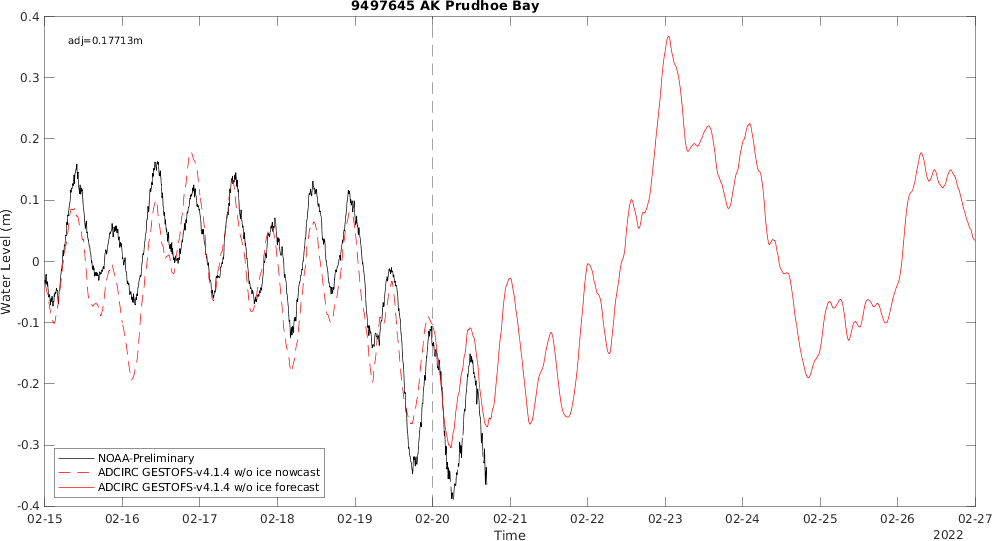 9497645 AK Prudhoe Bay
adj=0.17713m
0.4
0.3
0.2
0.1
0
-0.1
-0.2
-0.3
-0.4
Water Level (m)
NOAA-Preliminary
ADCIRC GESTOFS-v4.1.4 w/o ice nowcast
ADCIRC GESTOFS-v4.1.4 w/o ice forecast
02-15 02-16 02-17 02-18 02-19 02-20 02-21 02-22 02-23 02-24 02-25 02-26 02-27
Time
2022